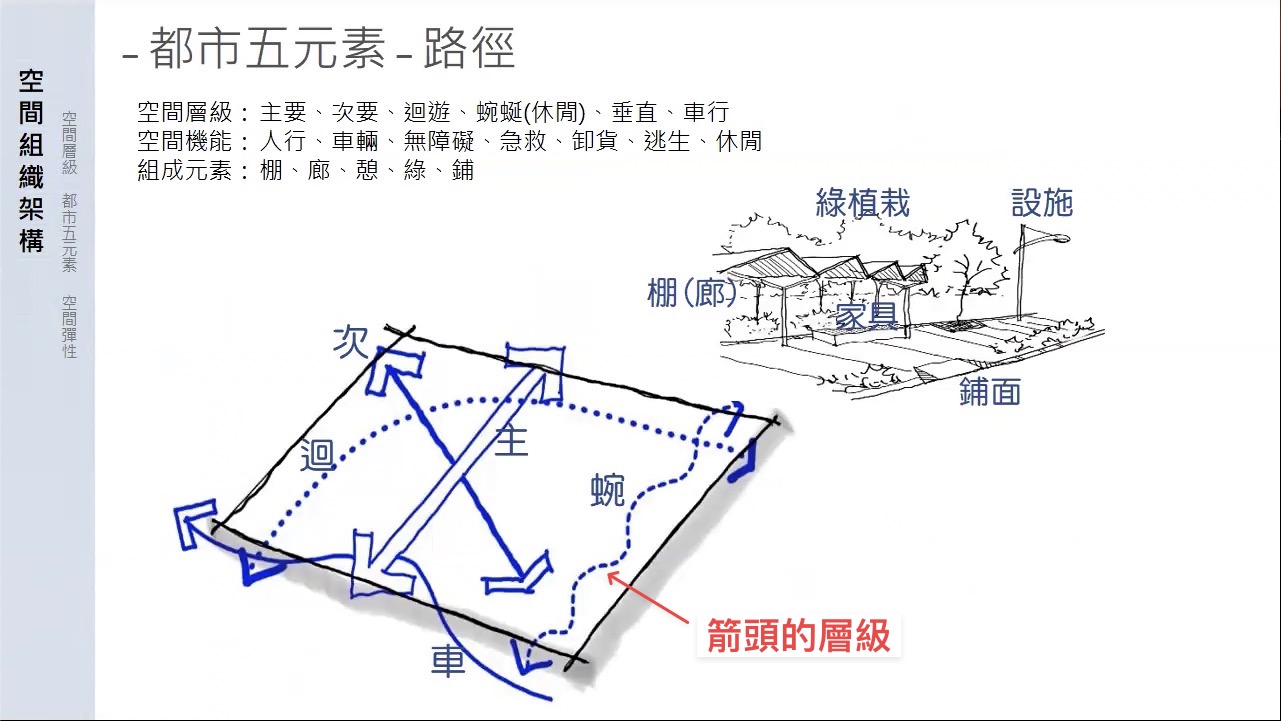 空間組織架構
空間層級 都市五元素 空間彈性
–都市五元素–路徑
空間層級：主要、次要、迴遊、蜿蜒(休閒)、垂直、車行
空間機能：人行、車輛、無障礙、急救、卸貨、逃生、休閒
組成元素：棚、廊、憩、綠、鋪
綠植栽
設施
棚(廊)
家具
鋪面
次
主
迴
蜿
車
箭頭的層級